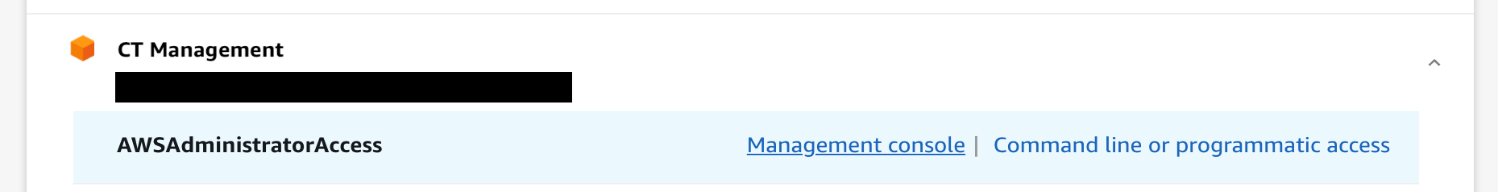 CT Management
AWSAdministratorAccess Management console | Command line or programmatic access